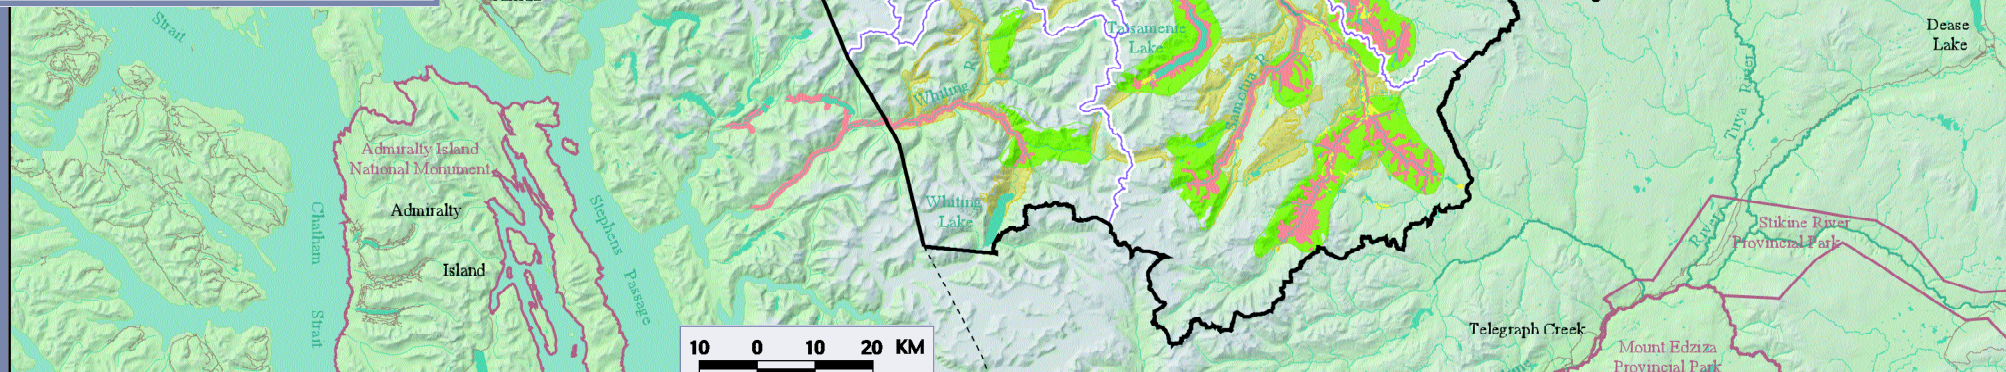 Strait
Dease
Lake
Tatsamenie
Lake
Whiting
R.
Samotua R.
Tuya River
Admiralty Island
National Monument
Admiralty
Island
Chatham
Strait
Stephens Passage
Whiting
Lake
River
Stikine River
Provincial Park
Telegraph Creek
Mount Edziza
Provincial Park
10 0 10 20 KM